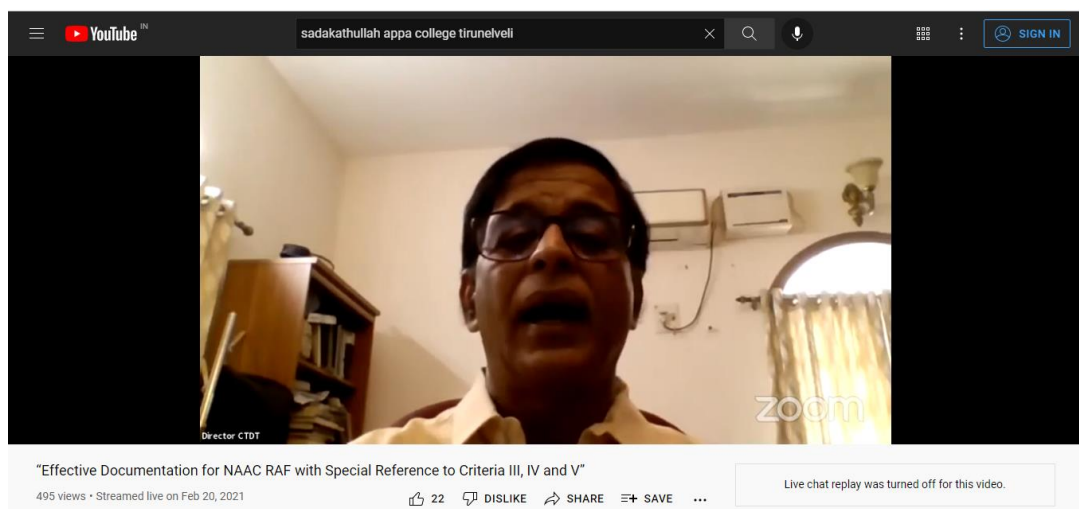 YouTube IN
sadakathullah appa college tirunelveli
SIGN IN
zoom
Director CTDT
“Effective Documentation for NAAC RAF with Special Reference to Criteria III, IV and V”
495 views • Streamed live on Feb 20, 2021
22 DISLIKE SHARE SAVE
Live chat replay was turned off for this video.